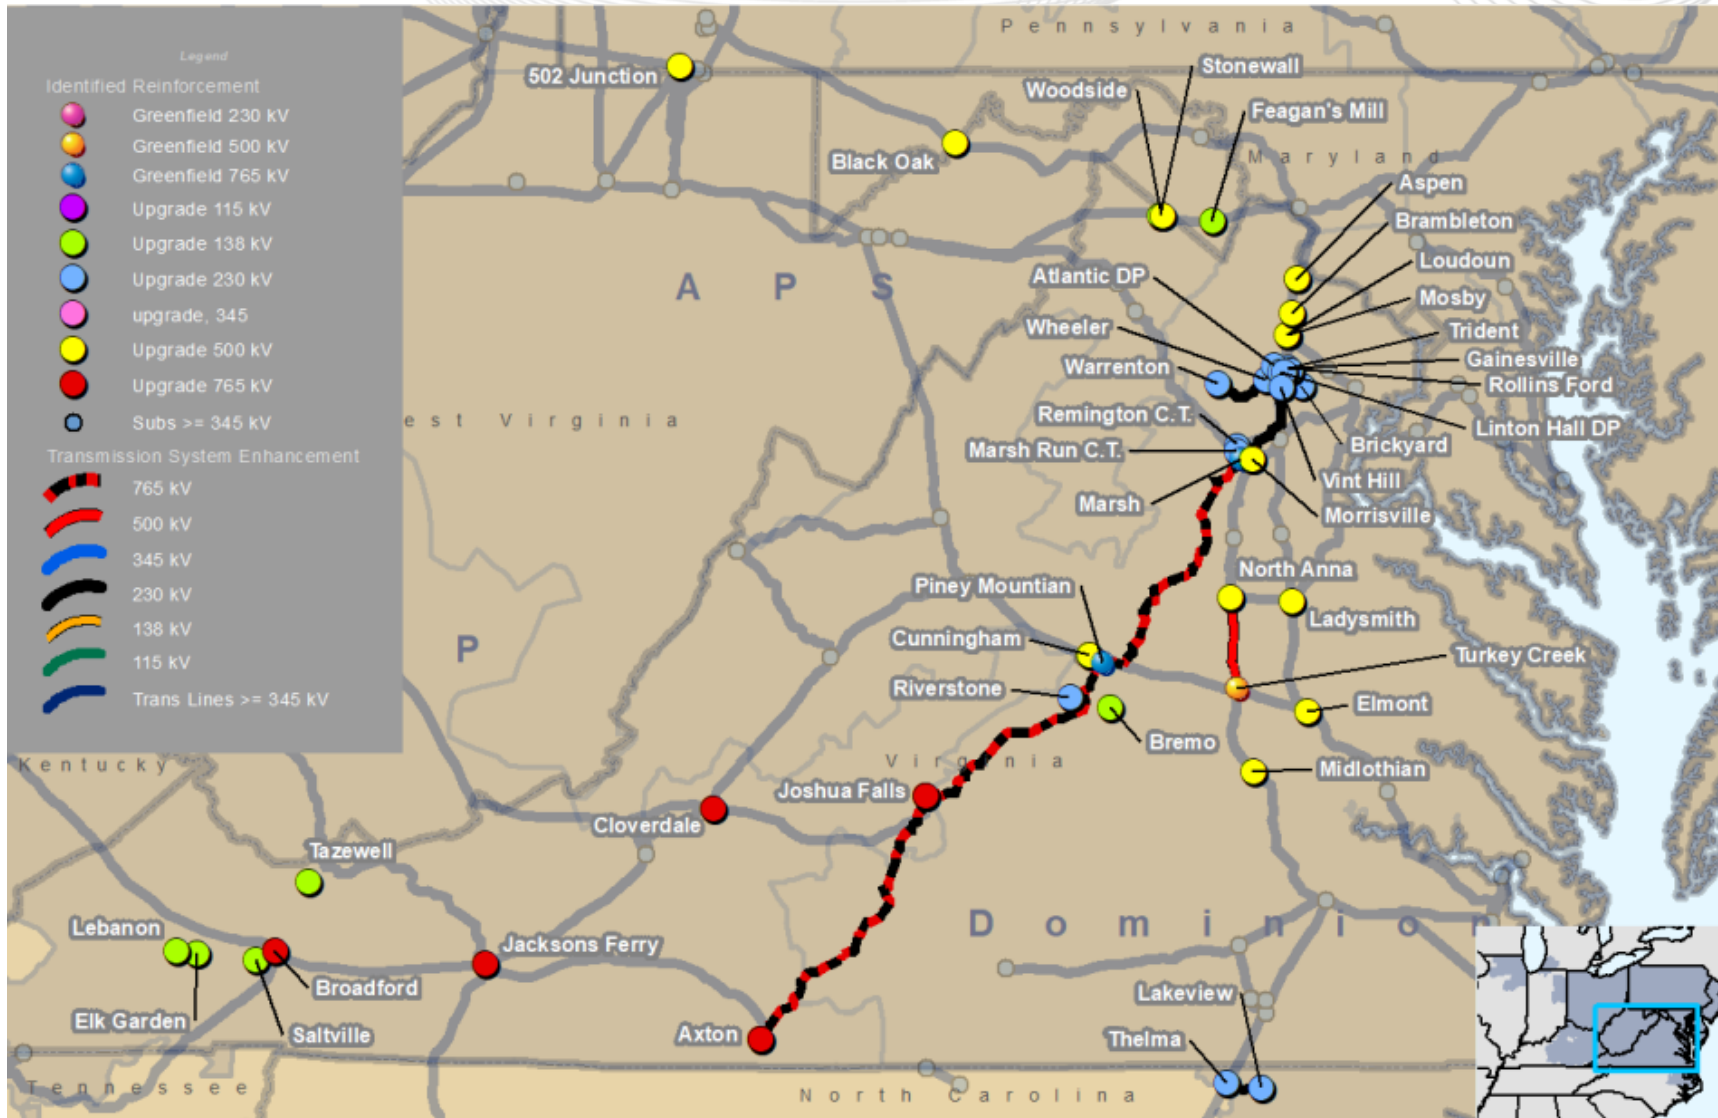 Legend
Identified Reinforcement
Greenfield 230 kV
Greenfield 500 kV
Greenfield 765 kV
Upgrade 115 kV
Upgrade 138 kV
Upgrade 230 kV
upgrade, 345
Upgrade 500 kV
Upgrade 765 kV
Subs >= 345 kV
Transmission System Enhancement
765 kV
500 kV
345 kV
230 kV
138 kV
115 kV
Trans Lines >= 345 kV
Pennsylvania
502 Junction
Stonewall
Woodside
Feagan's Mill
Black Oak
Maryland
Aspen
Brambleton
Loudoun
Atlantic DP
APS
Mosby
Wheeler
Trident
Gainesville
Warrenton
Rollins Ford
Remington C.T.
Linton Hall DP
est Virginia
Brickyard
Marsh Run C.T.
Vint Hill
Marsh
Morrisville
North Anna
Piney Mountian
Ladysmith
Cunningham
P
Turkey Creek
Riverstone
Elmont
Bremo
Virginia
Kentucky
Midlothian
Joshua Falls
Cloverdale
Tazewell
Dominion
Lebanon
Jacksons Ferry
Broadford
Lakeview
Elk Garden
Saltville
Axton
Thelma
Tennessee
North Carolina